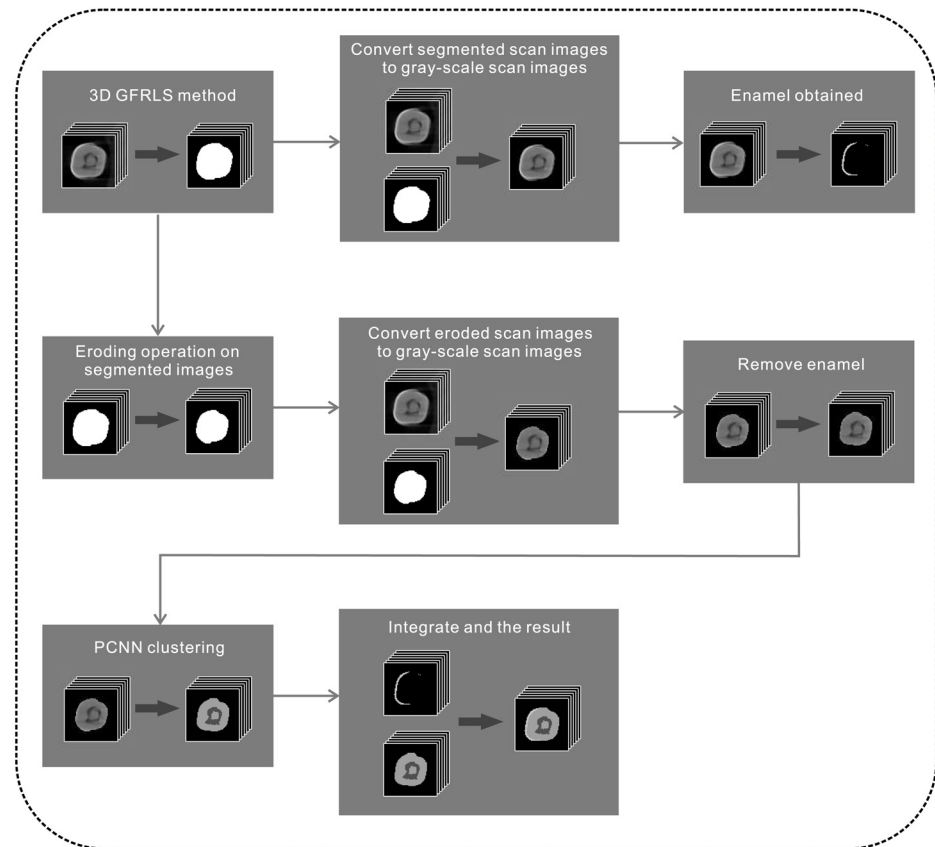 3D GFRLS method
Convert segmented scan images
to gray-scale scan images
Enamel obtained
Eroding operation on
segmented images
Convert eroded scan images
to gray-scale scan images
Remove enamel
PCNN clustering
Integrate and the result